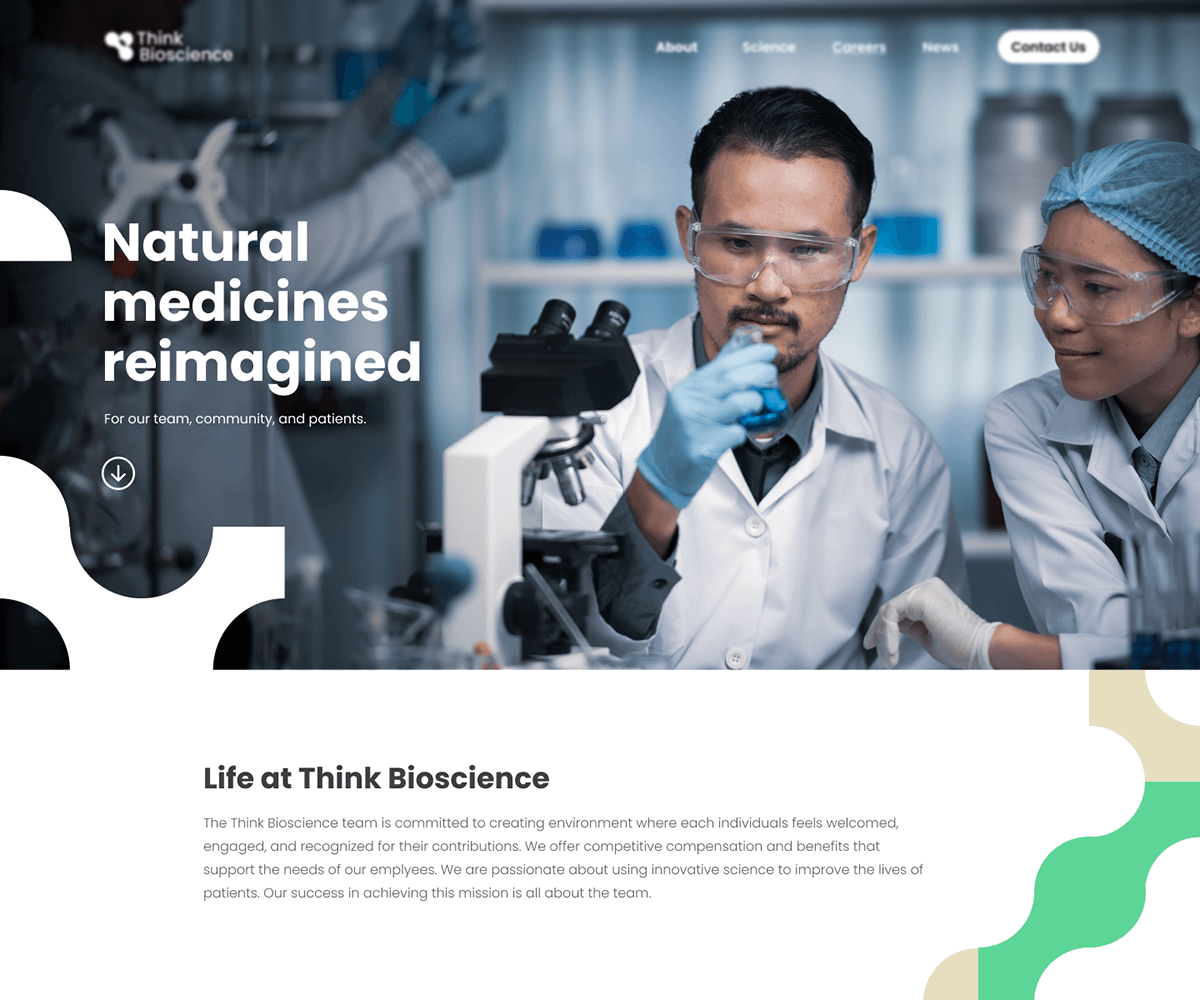 Think
Bioscience
About Science Careers News Contact Us
Natural
medicines
reimagined
For our team, community, and patients.
Life at Think Bioscience
The Think Bioscience team is committed to creating environment where each individuals feels welcomed,
engaged, and recognized for their contributions. We offer competitive compensation and benefits that
support the needs of our emplyees. We are passionate about using innovative science to improve the lives of
patients. Our success in achieving this mission is all about the team.